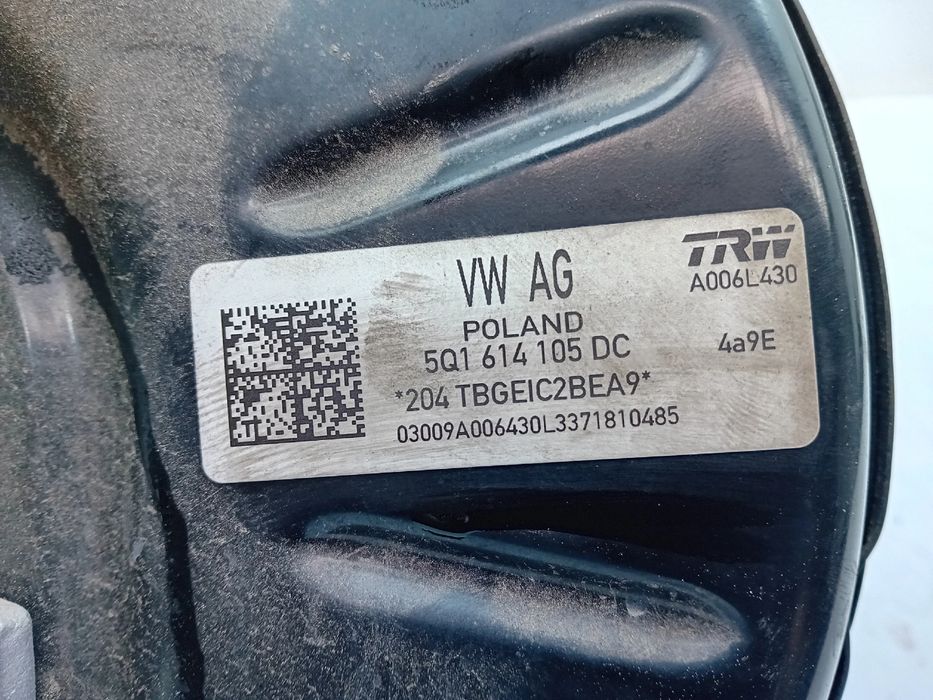 VW AG
TRW
A006L430
POLAND
5Q1 614 105 DC
4a9E
*204 TBGEIC2BEA9*
03009A006430L3371810485